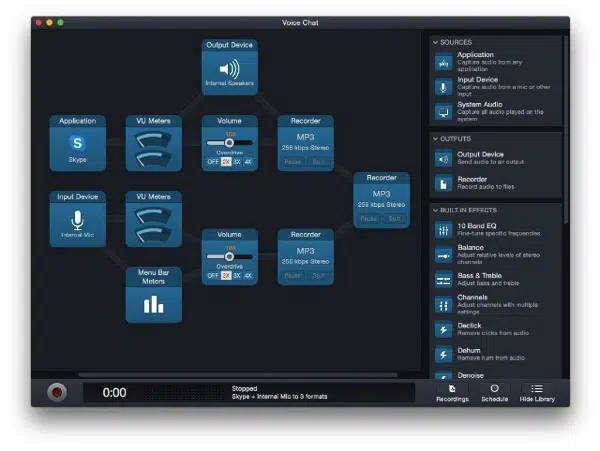 Voice Chat
Output Device
Internal Speakers
Application
Skype
VU Meters
Volume
100
Overdrive
OFF 2X 3X 4X
Recorder
MP3
256 kbps Stereo
Pause Split
Recorder
MP3
256 kbps Stereo
Pause Split
Input Device
Internal Mic
VU Meters
Volume
100
Overdrive
OFF 2X 3X 4X
Recorder
MP3
256 kbps Stereo
Pause Split
Menu Bar
Meters
SOURCES
Application
Capture audio from any
application
Input Device
Capture audio from a mic or other
input
System Audio
Capture all audio played on the
system
OUTPUTS
Output Device
Send audio to an output
Recorder
Record audio to files
BUILT-IN EFFECTS
10 Band EQ
Fine-tune specific frequencies
Balance
Adjust relative levels of stereo
channels
Bass & Treble
Adjust bass and treble
Channels
Adjust channels with multiple
settings
Declick
Remove clicks from audio
Dehum
Remove hum from audio
Denoise
0:00
Stopped
Skype + Internal Mic to 3 formats
Recordings
Schedule
Hide Library